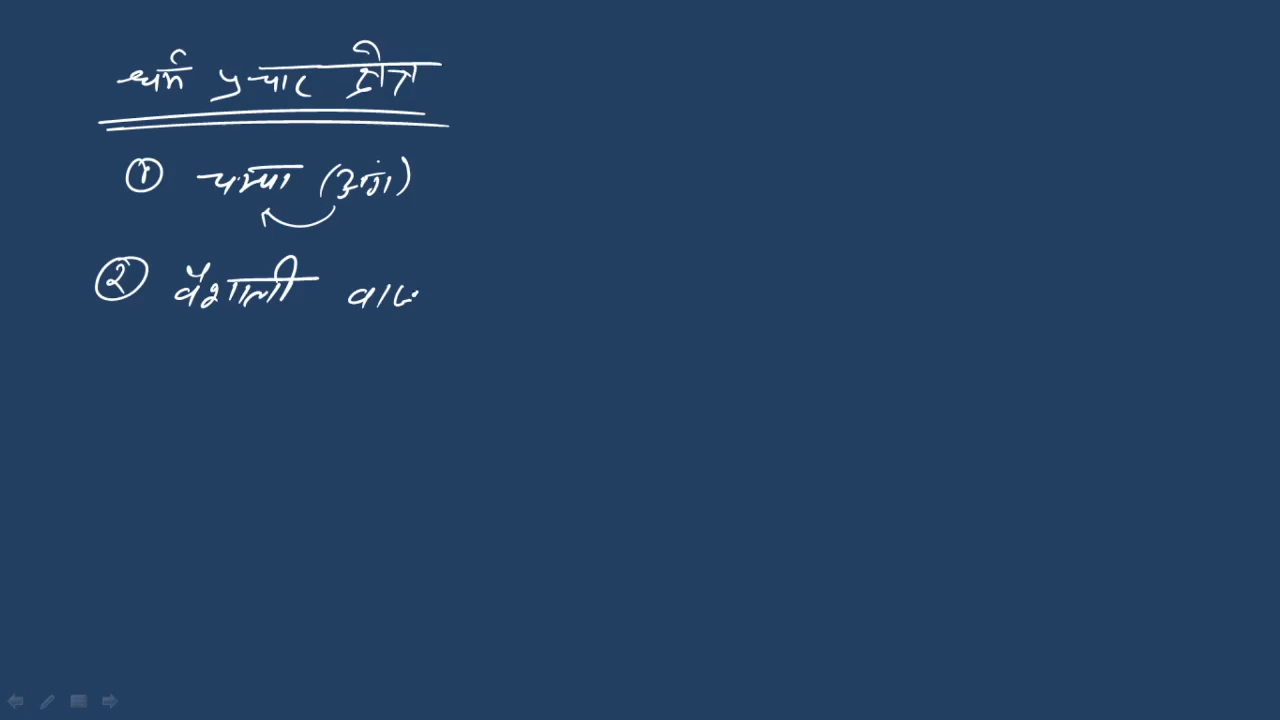 धर्म प्रचार क्षेत्र
① चम्पा (अंग)
② वैशाली